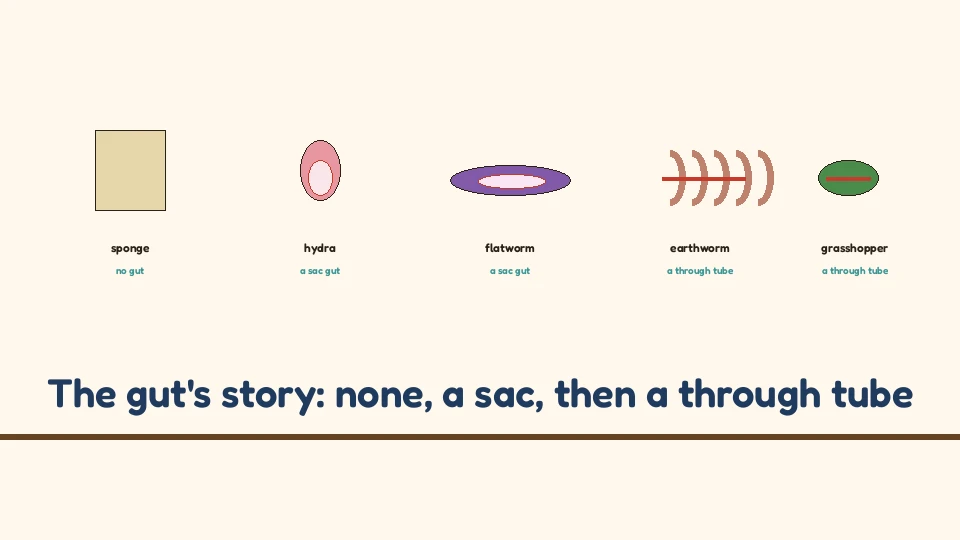 sponge
hydra
flatworm
earthworm
grasshopper
no gut
a sac gut
a sac gut
a through tube
a through tube
The gut's story: none, a sac, then a through tube